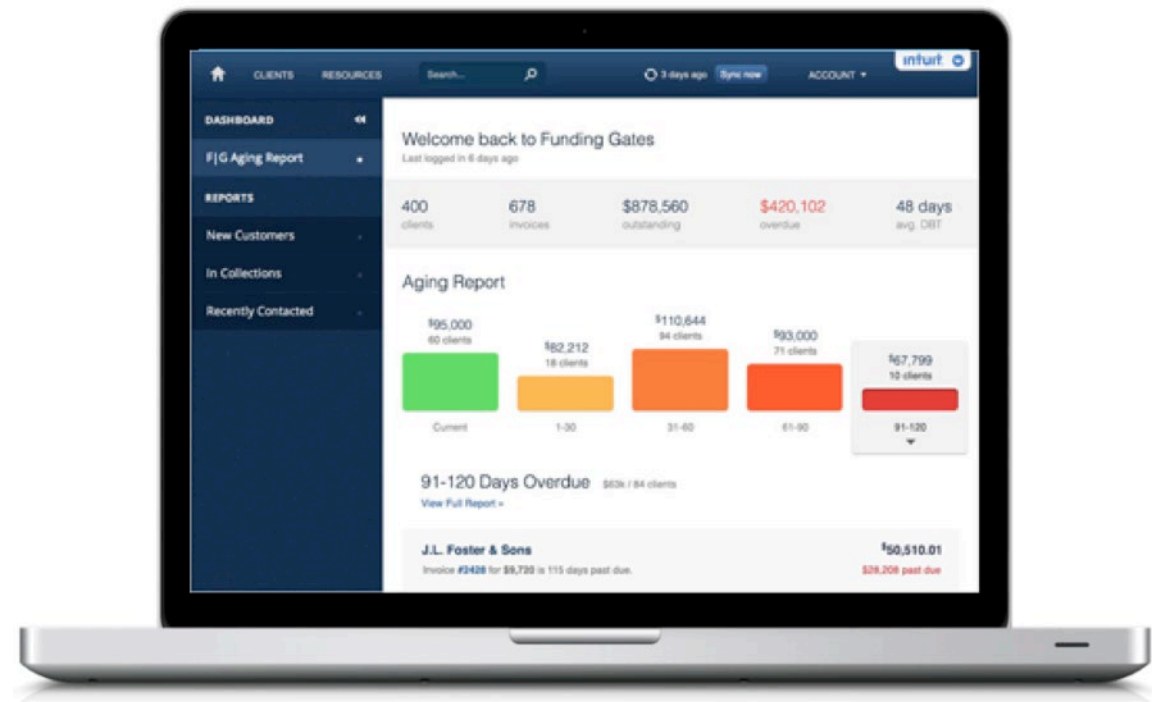 CLIENTS RESOURCES Search... 3 days ago Sync now ACCOUNT intuit
DASHBOARD
F|G Aging Report
REPORTS
New Customers
In Collections
Recently Contacted
Welcome back to Funding Gates
Last logged in 6 days ago
400 678 $878,560 $420,102 48 days
clients invoices outstanding overdue avg. DBT
Aging Report
$95,000
60 clients
$62,212
18 clients
$110,644
94 clients
$93,000
71 clients
$67,799
10 clients
Current 1-30 31-60 61-90 91-120
91-120 Days Overdue $63k / 84 clients
View Full Report »
J.L. Foster & Sons $50,510.01
Invoice #2428 for $9,720 is 115 days past due. $28,208 past due